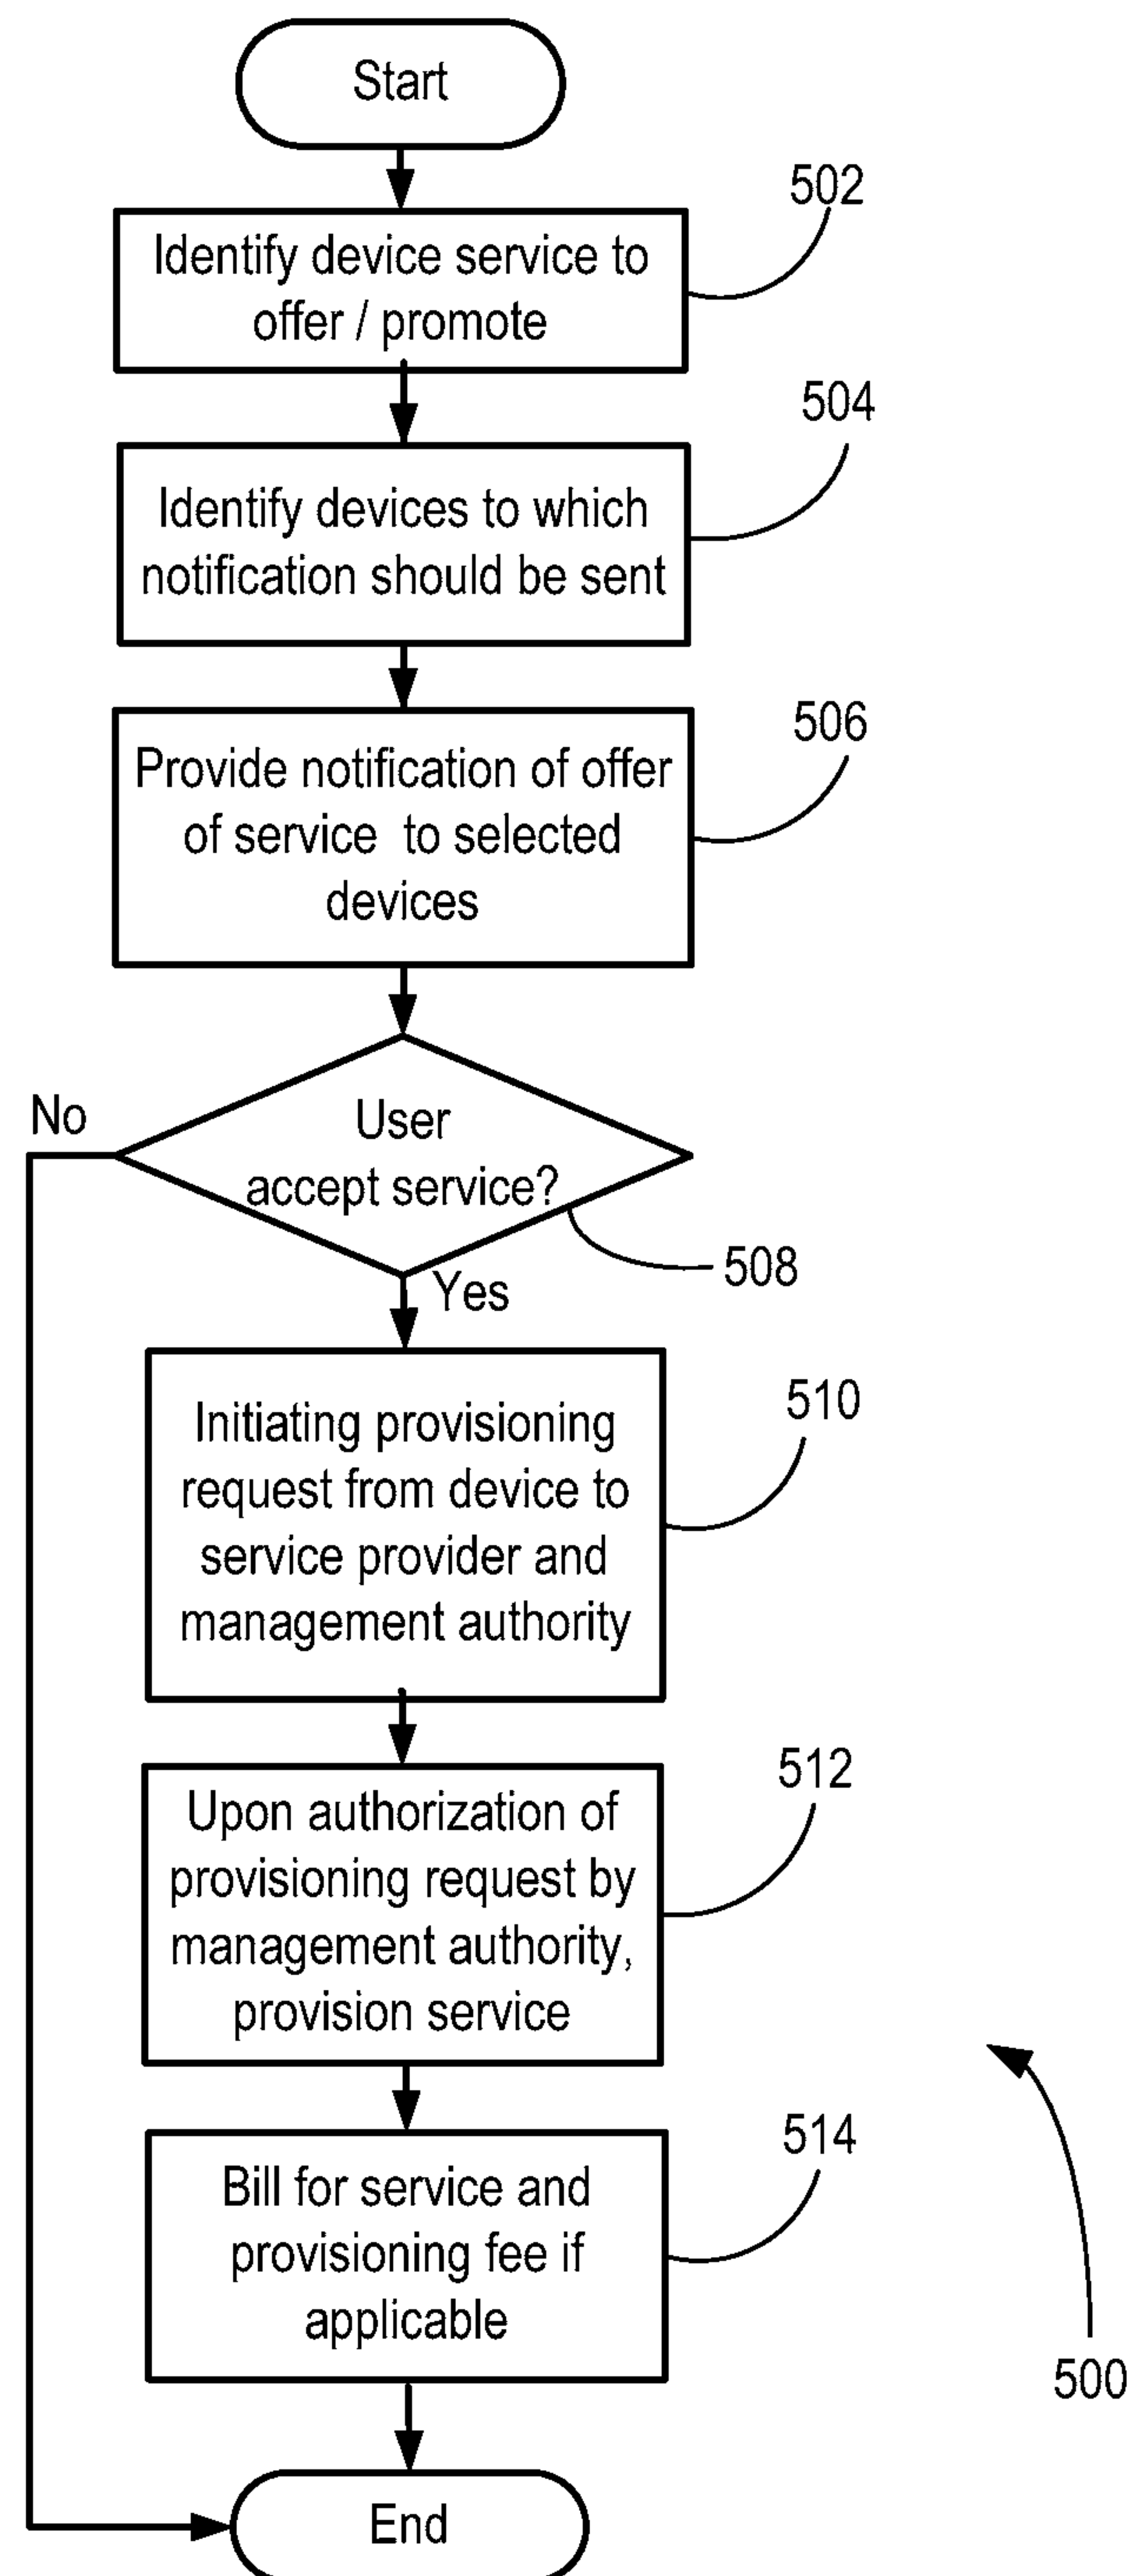 Start
502
Identify device service to
offer / promote
504
Identify devices to which
notification should be sent
506
Provide notification of offer
of service to selected
devices
No
User
accept service?
508
Yes
510
Initiating provisioning
request from device to
service provider and
management authority
512
Upon authorization of
provisioning request by
management authority,
provision service
514
Bill for service and
provisioning fee if
applicable
500
End